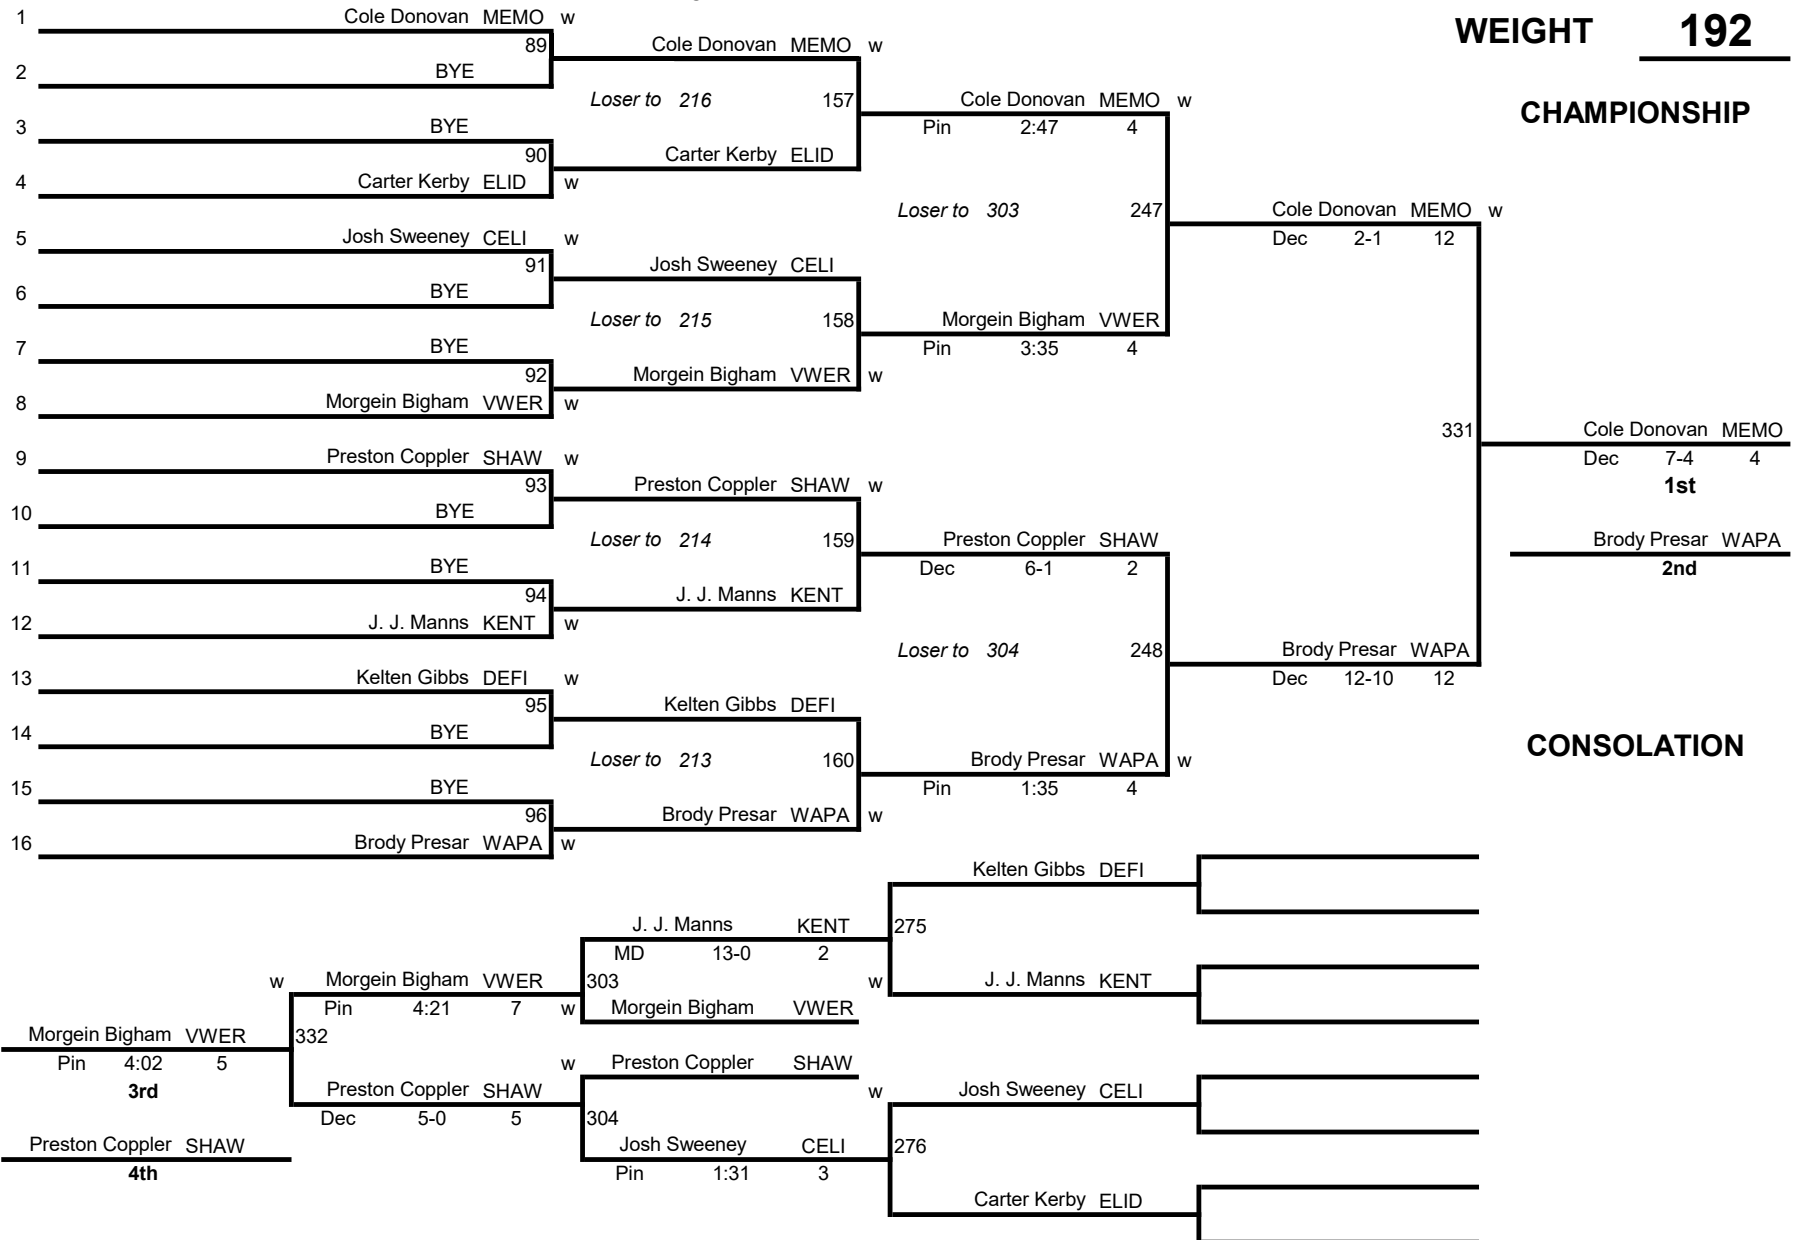 1 Cole Donovan MEMO w
WEIGHT 192
89 Cole Donovan MEMO w
2 BYE
Loser to 216 157 Cole Donovan MEMO w
CHAMPIONSHIP
3 BYE Pin 2:47 4
90 Carter Kerby ELID
4 Carter Kerby ELID w
Loser to 303 247 Cole Donovan MEMO w
5 Josh Sweeney CELI w Dec 2-1 12
91 Josh Sweeney CELI
6 BYE
Loser to 215 158 Morgein Bigham VWER
7 BYE Pin 3:35 4
92 Morgein Bigham VWER w
8 Morgein Bigham VWER w
331 Cole Donovan MEMO
9 Preston Coppler SHAW w Dec 7-4 4
93 Preston Coppler SHAW w 1st
10 BYE
Loser to 214 159 Preston Coppler SHAW Brody Presar WAPA
11 BYE Dec 6-1 2 2nd
94 J. J. Manns KENT
12 J. J. Manns KENT w
Loser to 304 248 Brody Presar WAPA
13 Kelten Gibbs DEFI w Dec 12-10 12
95 Kelten Gibbs DEFI
14 BYE
CONSOLATION
Loser to 213 160 Brody Presar WAPA w
15 BYE Pin 1:35 4
96 Brody Presar WAPA w
16 Brody Presar WAPA w
Kelten Gibbs DEFI
J. J. Manns KENT 275
MD 13-0 2
w Morgein Bigham VWER 303 w J. J. Manns KENT
Pin 4:21 7 w Morgein Bigham VWER
Morgein Bigham VWER 332
Pin 4:02 5 w Preston Coppler SHAW
3rd Preston Coppler SHAW w Josh Sweeney CELI
Dec 5-0 5 304
Preston Coppler SHAW Josh Sweeney CELI 276
4th Pin 1:31 3
Carter Kerby ELID